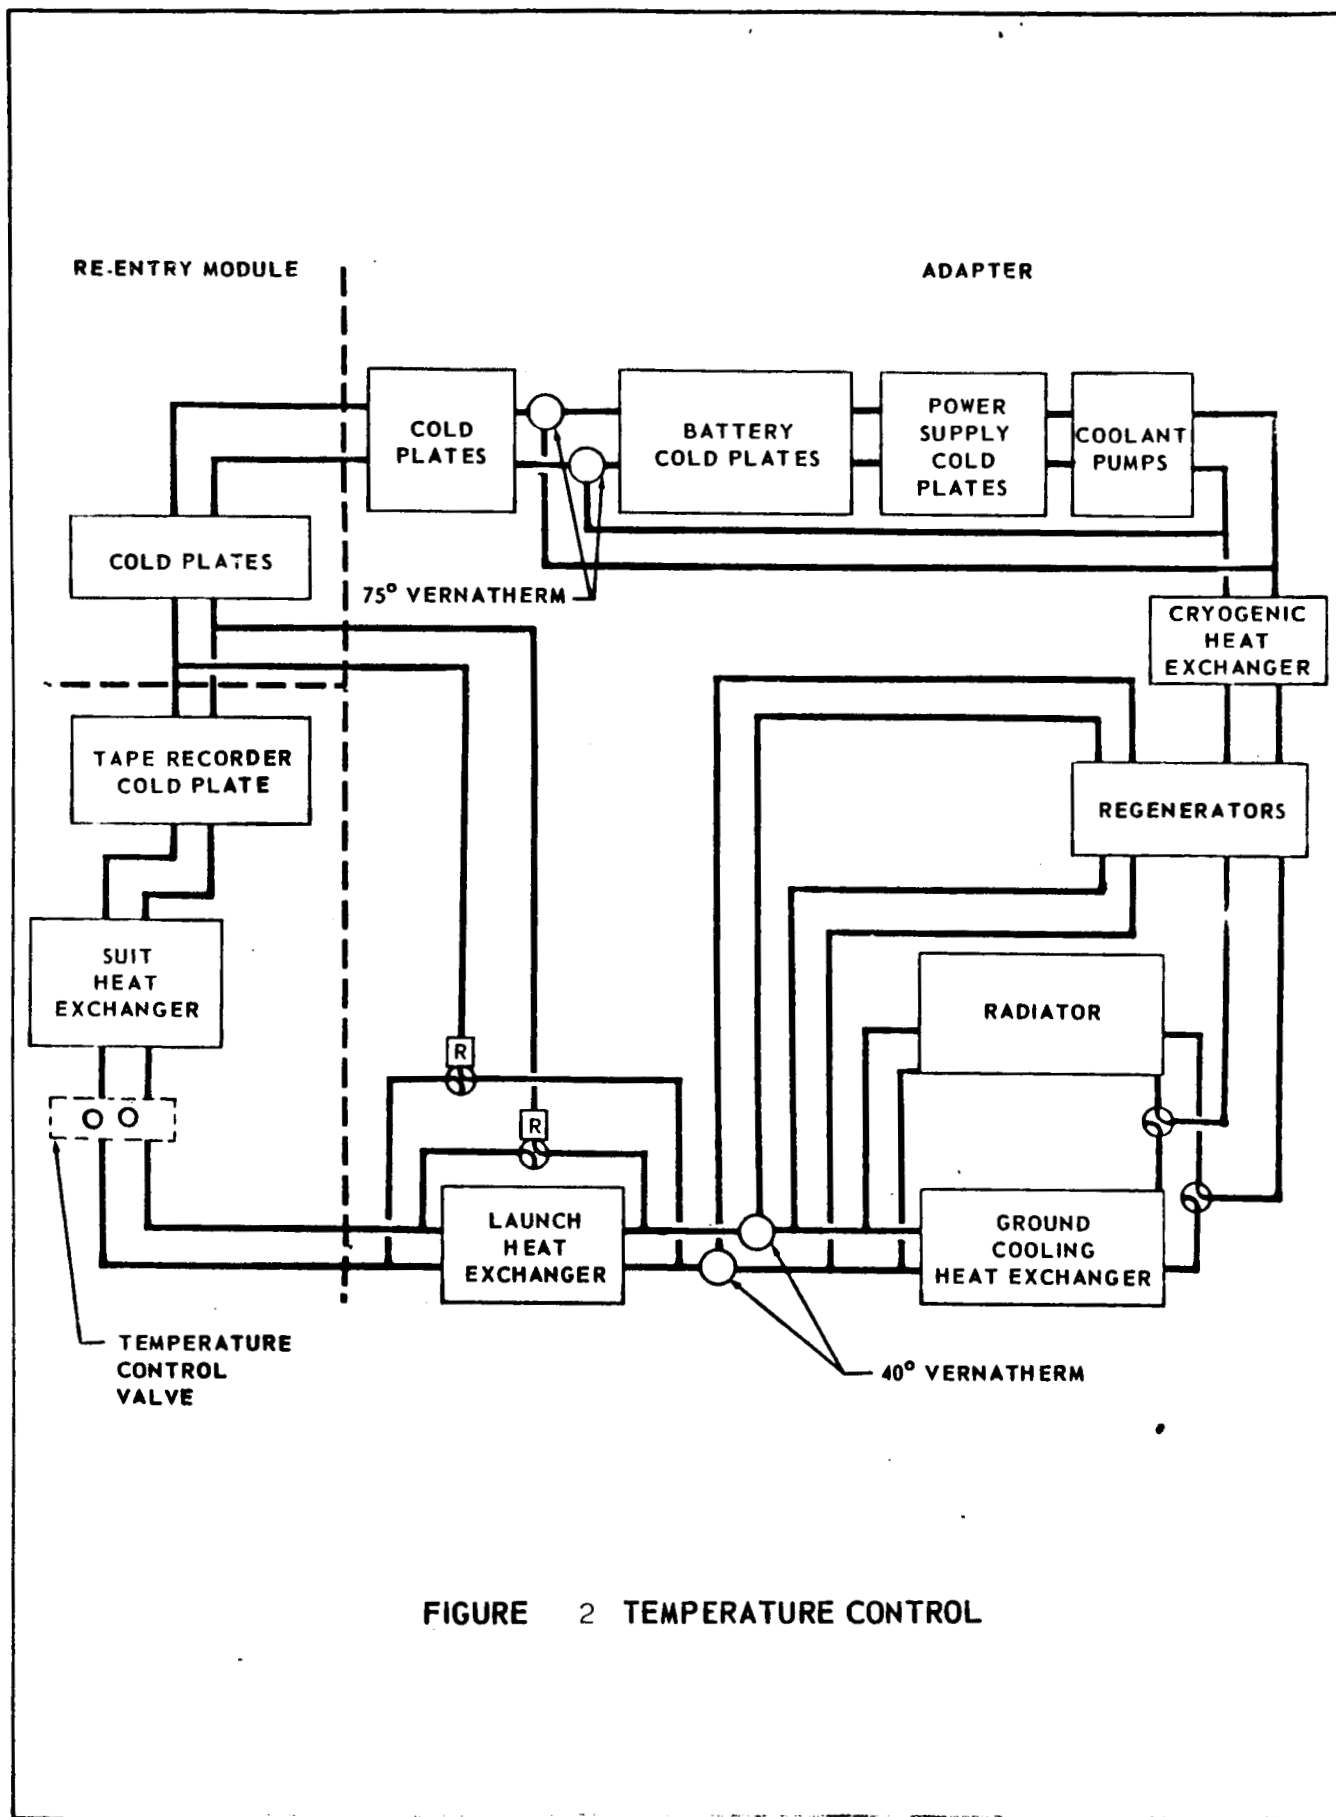 RE-ENTRY MODULE
ADAPTER
COLD
PLATES
BATTERY
COLD PLATES
POWER
SUPPLY
COLD
PLATES
COOLANT
PUMPS
COLD PLATES
75° VERNATHERM
CRYOGENIC
HEAT
EXCHANGER
TAPE RECORDER
COLD PLATE
REGENERATORS
SUIT
HEAT
EXCHANGER
RADIATOR
R
R
LAUNCH
HEAT
EXCHANGER
GROUND
COOLING
HEAT EXCHANGER
TEMPERATURE
CONTROL
VALVE
40° VERNATHERM
FIGURE 2 TEMPERATURE CONTROL